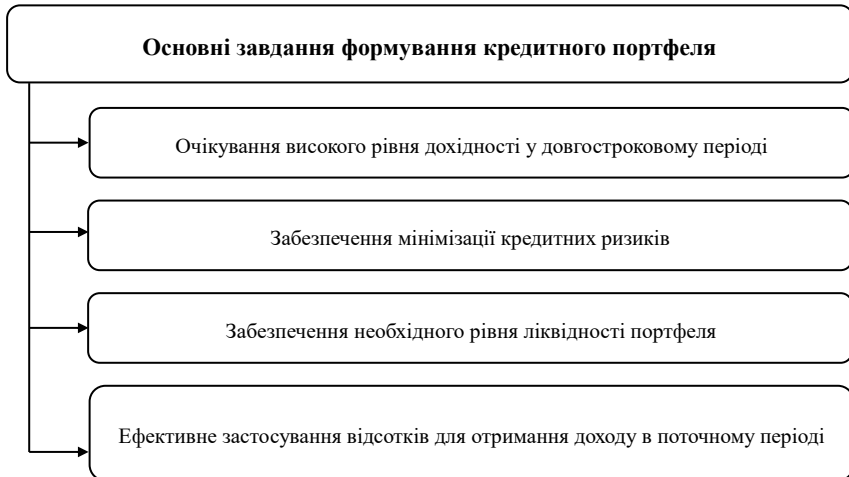 Основні завдання формування кредитного портфеля
Очікування високого рівня дохідності у довгостроковому періоді
Забезпечення мінімізації кредитних ризиків
Забезпечення необхідного рівня ліквідності портфеля
Ефективне застосування відсотків для отримання доходу в поточному періоді